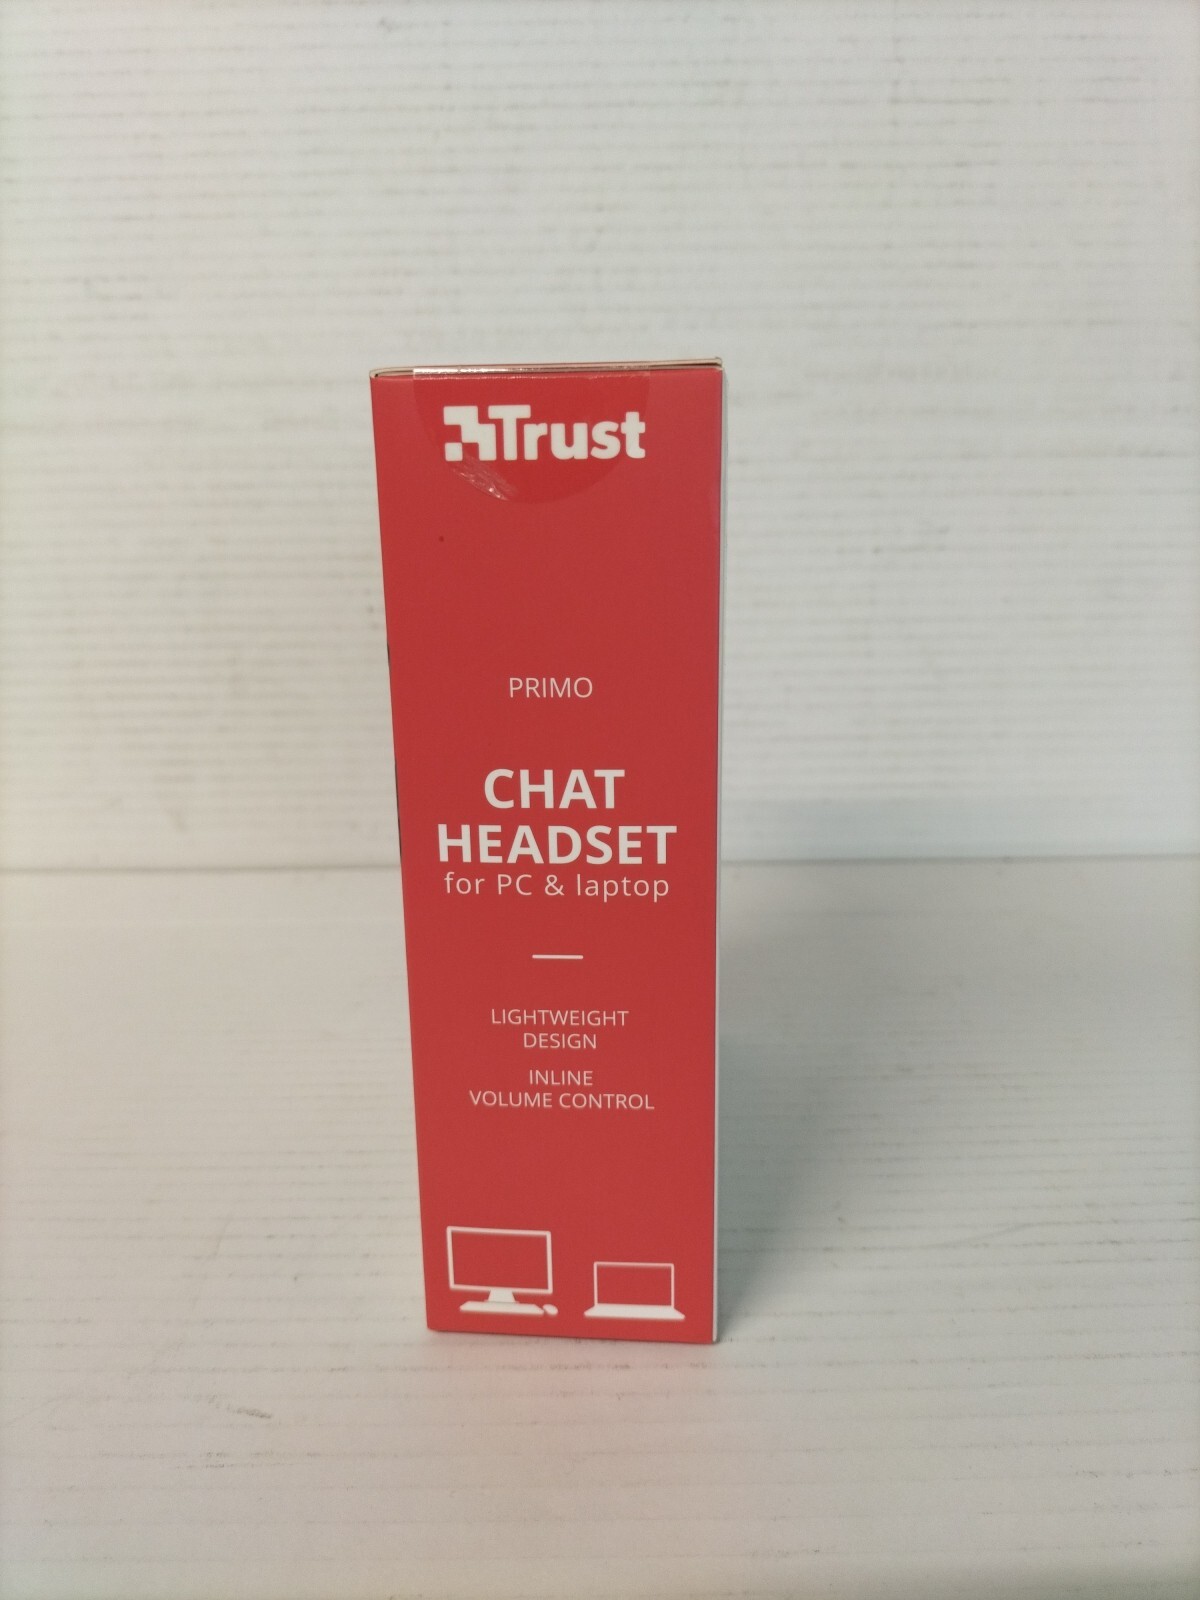 Trust
PRIMO
CHAT
HEADSET
for PC & laptop
LIGHTWEIGHT
DESIGN
INLINE
VOLUME CONTROL